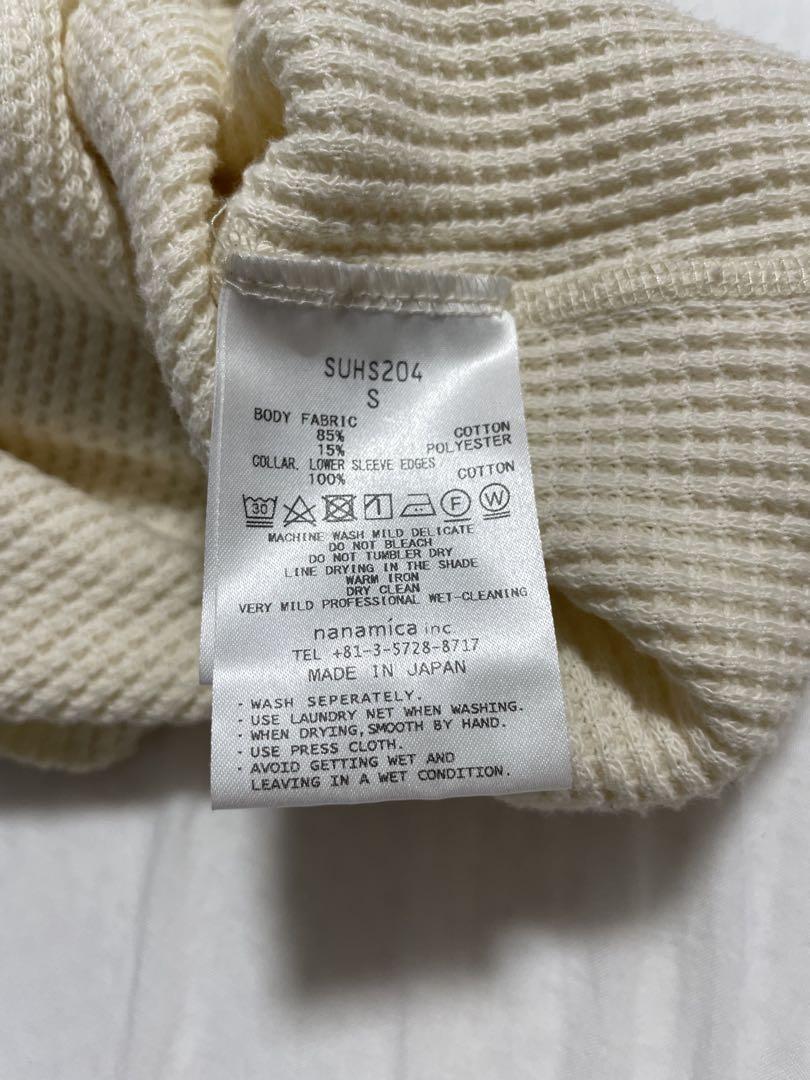 SUHS204
S
BODY FABRIC
85% COTTON
15% POLYESTER
COLLAR. LOWER SLEEVE EDGES
100% COTTON
30 1 F W
MACHINE WASH MILD DELICATE
DO NOT BLEACH
DO NOT TUMBLER DRY
LINE DRYING IN THE SHADE
WARM IRON
DRY CLEAN
VERY MILD PROFESSIONAL WET-CLEANING
nanamica inc
TEL +81-3-5728-8717
MADE IN JAPAN
· WASH SEPERATELY.
· USE LAUNDRY NET WHEN WASHING.
· WHEN DRYING, SMOOTH BY HAND.
· USE PRESS CLOTH.
· AVOID GETTING WET AND
LEAVING IN A WET CONDITION.